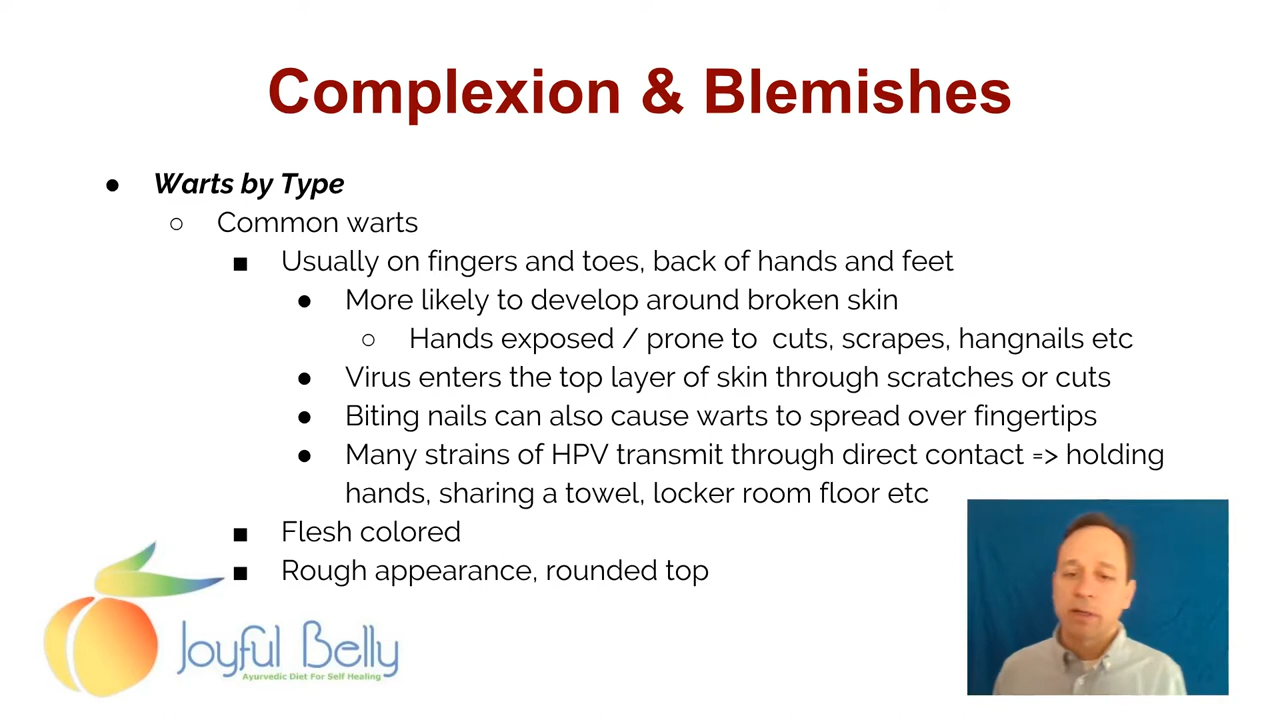 Complexion & Blemishes
● Warts by Type
○ Common warts
■ Usually on fingers and toes, back of hands and feet
● More likely to develop around broken skin
○ Hands exposed / prone to  cuts, scrapes, hangnails etc
● Virus enters the top layer of skin through scratches or cuts
● Biting nails can also cause warts to spread over fingertips
● Many strains of HPV transmit through direct contact => holding
hands, sharing a towel, locker room floor etc
■ Flesh colored
■ Rough appearance, rounded top
Joyful Belly
Ayurvedic Diet For Self Healing